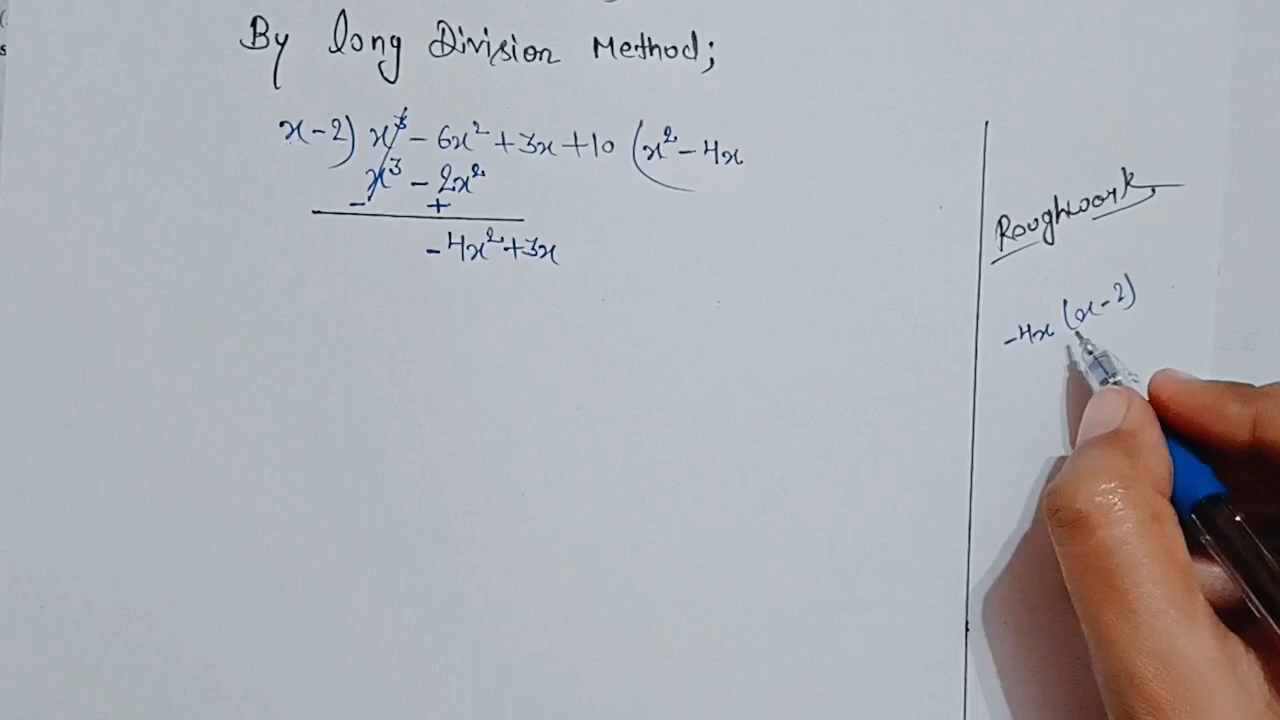 By long Division Method;
x-2) x³ - 6x² + 3x + 10 (x² - 4x
x³ - 2x²
- +
-4x² + 3x
Roughwork
-4x (x-2)